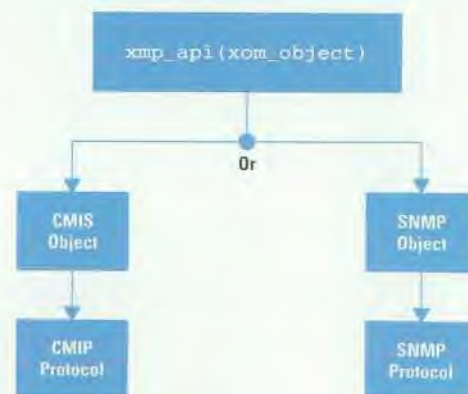 xmp_api(xom_object)
Or
CMIS
Object
SNMP
Object
CMIP
Protocol
SNMP
Protocol